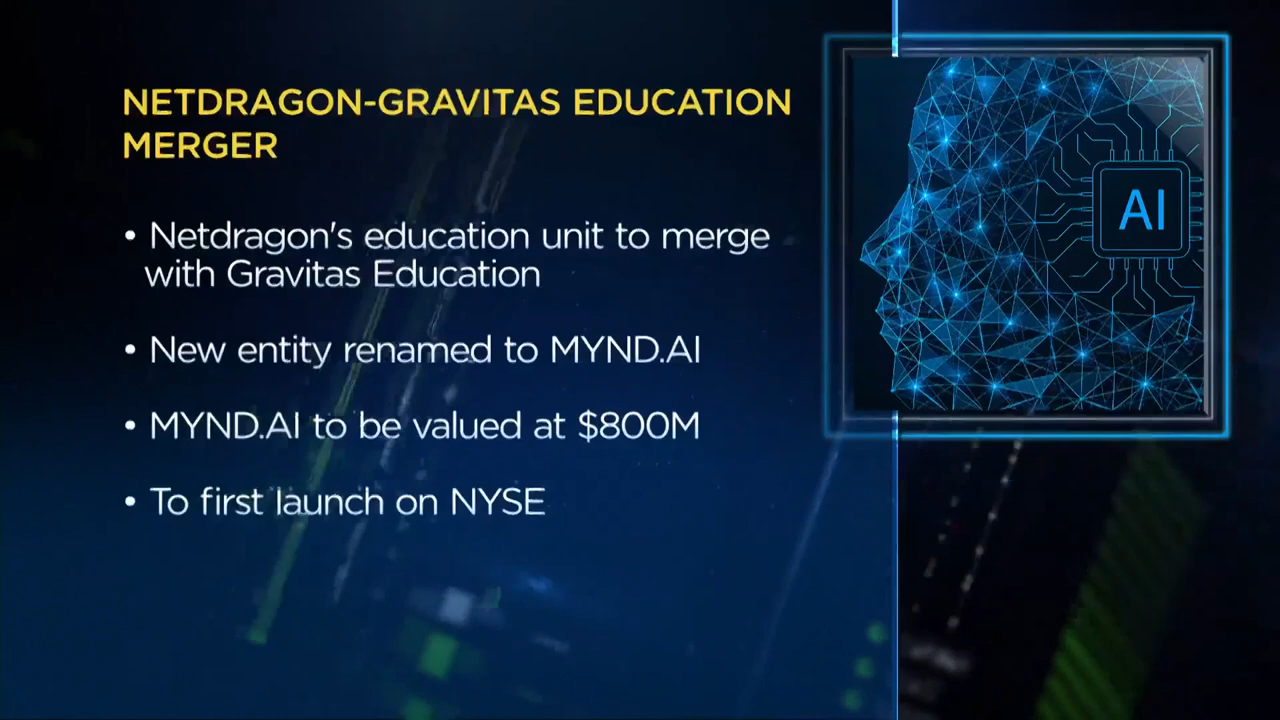 NETDRAGON-GRAVITAS EDUCATION
MERGER
• Netdragon's education unit to merge
with Gravitas Education
• New entity renamed to MYND.AI
• MYND.AI to be valued at $800M
• To first launch on NYSE
AI